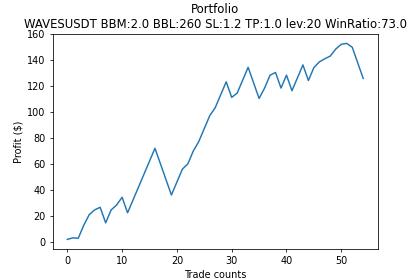 Portfolio
WAVESUSDT BBM:2.0 BBL:260 SL:1.2 TP:1.0 lev:20 WinRatio:73.0
160
140
120
100
80
60
40
20
0
Profit ($)
0 10 20 30 40 50
Trade counts